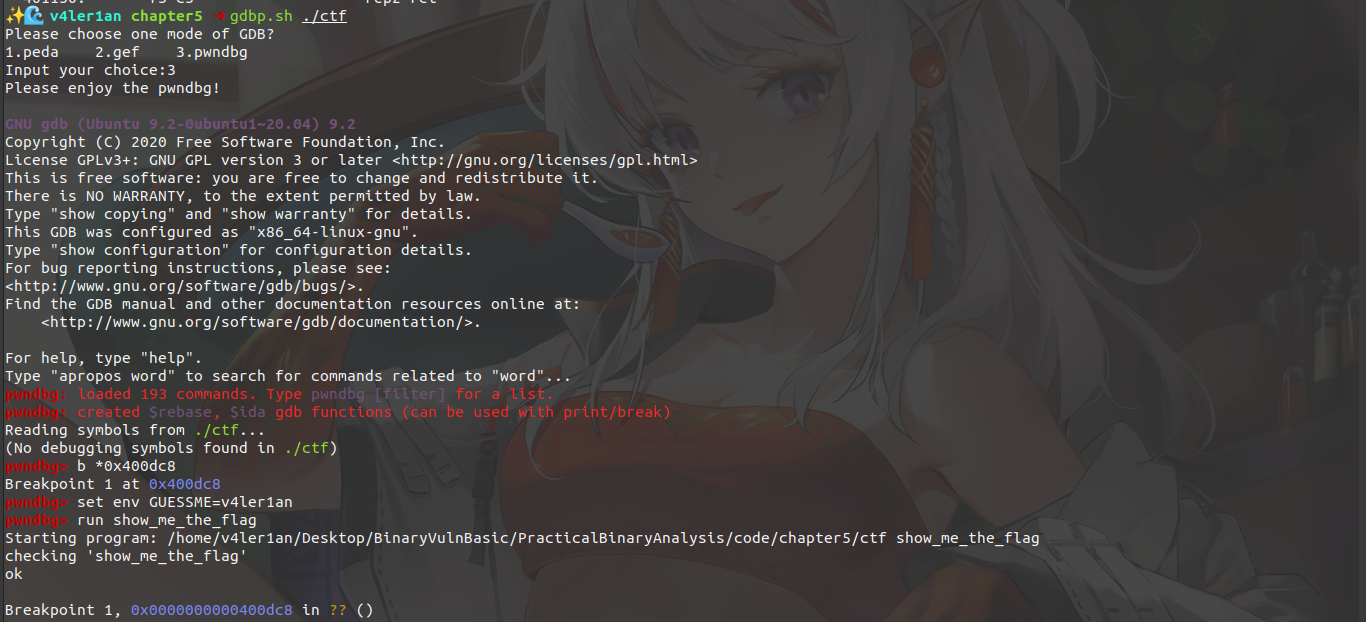 ✨🌊 v4ler1an chapter5 ➜ gdbp.sh ./ctf
Please choose one mode of GDB?
1.peda    2.gef    3.pwndbg
Input your choice:3
Please enjoy the pwndbg!
GNU gdb (Ubuntu 9.2-0ubuntu1~20.04) 9.2
Copyright (C) 2020 Free Software Foundation, Inc.
License GPLv3+: GNU GPL version 3 or later <http://gnu.org/licenses/gpl.html>
This is free software: you are free to change and redistribute it.
There is NO WARRANTY, to the extent permitted by law.
Type "show copying" and "show warranty" for details.
This GDB was configured as "x86_64-linux-gnu".
Type "show configuration" for configuration details.
For bug reporting instructions, please see:
<http://www.gnu.org/software/gdb/bugs/>.
Find the GDB manual and other documentation resources online at:
    <http://www.gnu.org/software/gdb/documentation/>.
For help, type "help".
Type "apropos word" to search for commands related to "word"...
pwndbg: loaded 193 commands. Type pwndbg [filter] for a list.
pwndbg: created $rebase, $ida gdb functions (can be used with print/break)
Reading symbols from ./ctf...
(No debugging symbols found in ./ctf)
pwndbg> b *0x400dc8
Breakpoint 1 at 0x400dc8
pwndbg> set env GUESSME=v4ler1an
pwndbg> run show_me_the_flag
Starting program: /home/v4ler1an/Desktop/BinaryVulnBasic/PracticalBinaryAnalysis/code/chapter5/ctf show_me_the_flag
checking 'show_me_the_flag'
ok
Breakpoint 1, 0x0000000000400dc8 in ?? ()